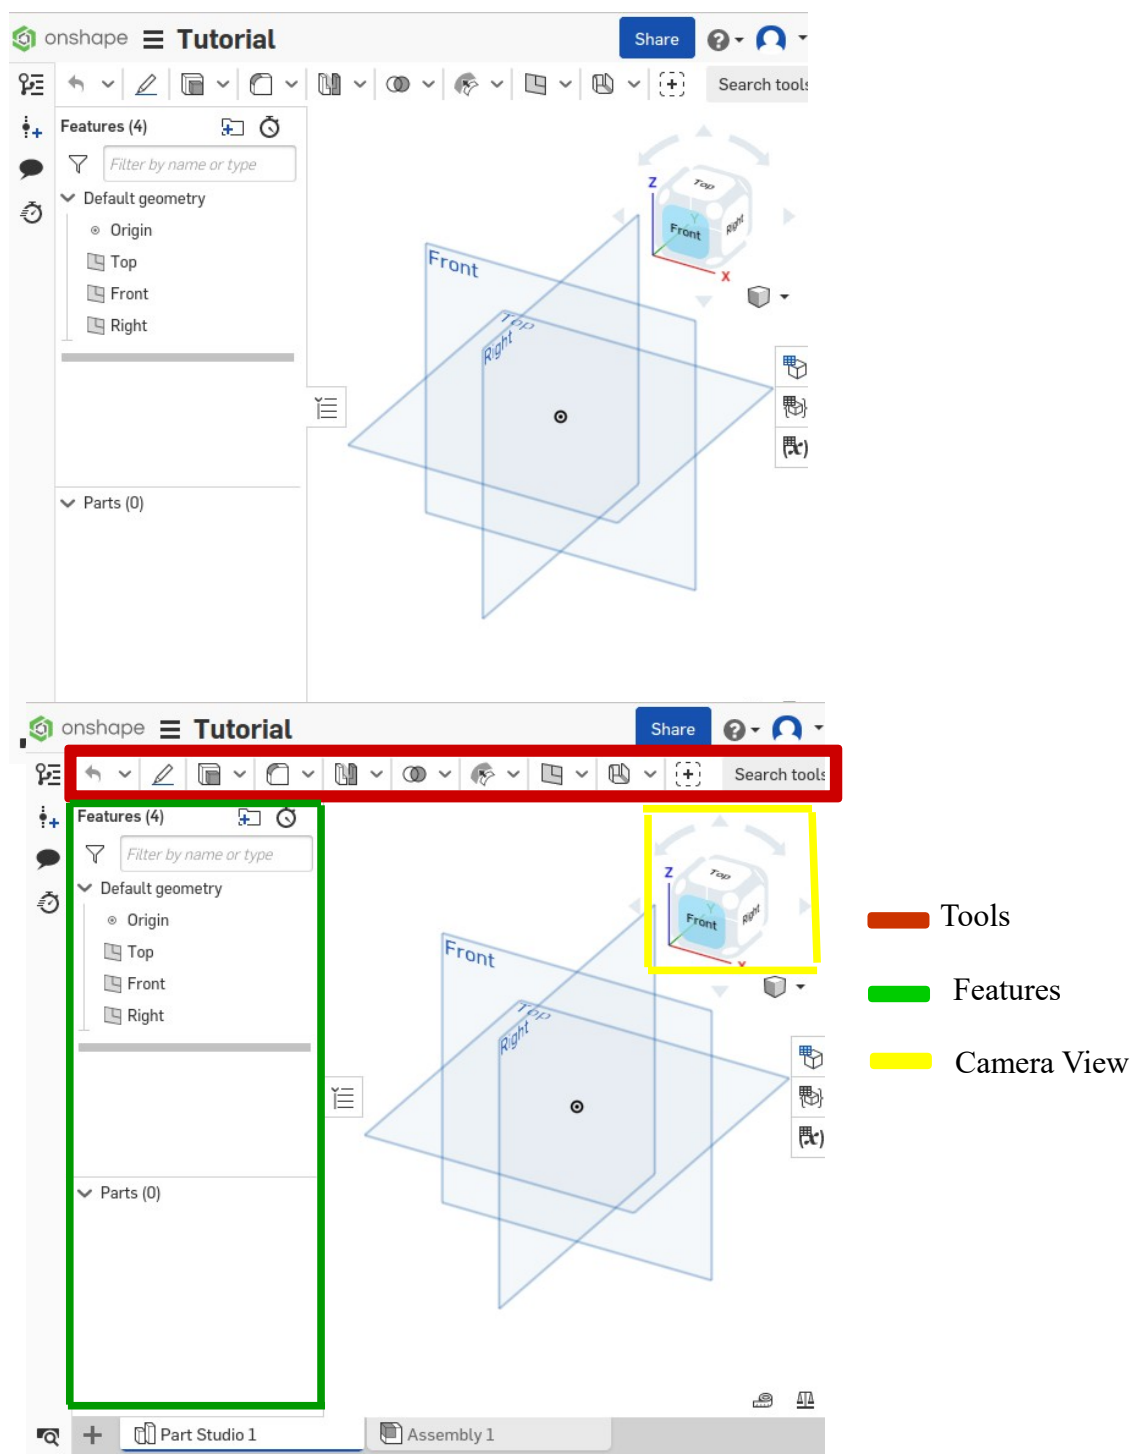 onshape Tutorial Share
Search tools
Features (4)
Filter by name or type
Default geometry
Origin
Top
Front
Right
Parts (0)
Front
Top
Right
Z
Top
Y
Front
Right
X
(x)
onshape Tutorial Share
Search tools
Features (4)
Filter by name or type
Default geometry
Origin
Top
Front
Right
Parts (0)
Front
Top
Right
Z
Top
Y
Front
Right
X
(x)
Tools
Features
Camera View
Part Studio 1
Assembly 1